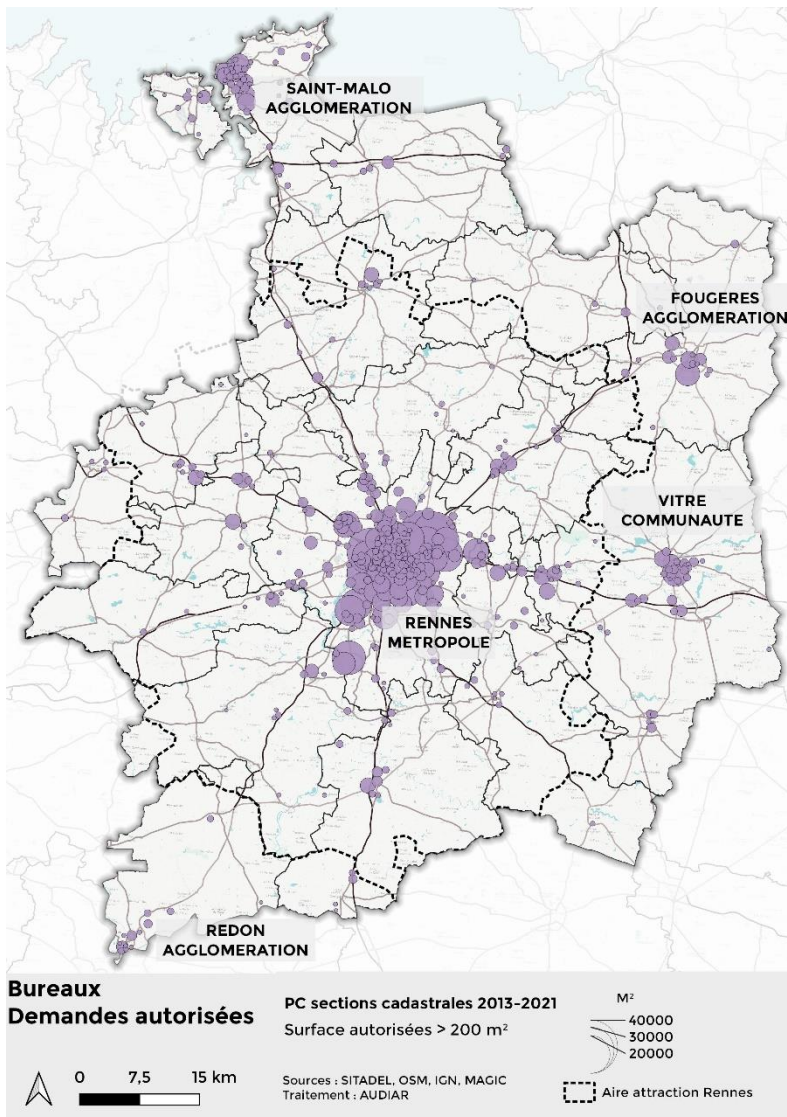 SAINT-MALO
AGGLOMERATION
FOUGERES
AGGLOMERATION
VITRE
COMMUNAUTE
RENNES
METROPOLE
REDON
AGGLOMERATION
Bureaux
Demandes autorisées
PC sections cadastrales 2013-2021
Surface autorisées > 200 m²
M²
40000
30000
20000
0 7,5 15 km
Sources : SITADEL, OSM, IGN, MAGIC
Traitement : AUDIAR
Aire attraction Rennes